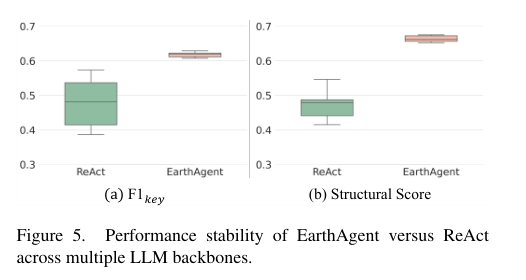 0.7
0.6
0.5
0.4
0.3
ReAct EarthAgent
(a) F1key
0.7
0.6
0.5
0.4
0.3
ReAct EarthAgent
(b) Structural Score
Figure 5. Performance stability of EarthAgent versus ReAct
across multiple LLM backbones.